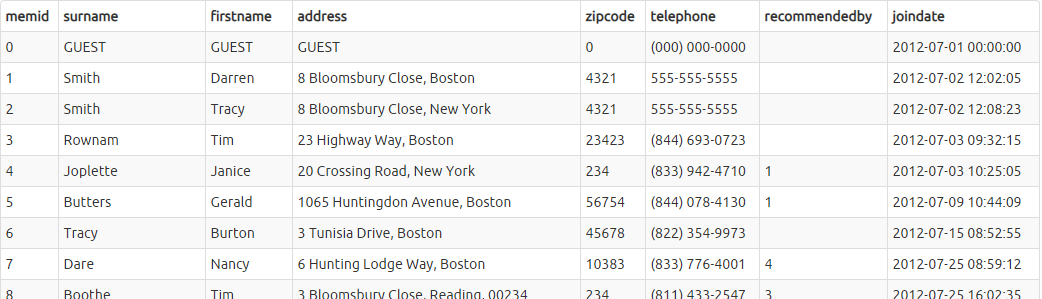 memid surname firstname address zipcode telephone recommendedby joindate
0 GUEST GUEST GUEST 0 (000) 000-0000 2012-07-01 00:00:00
1 Smith Darren 8 Bloomsbury Close, Boston 4321 555-555-5555 2012-07-02 12:02:05
2 Smith Tracy 8 Bloomsbury Close, New York 4321 555-555-5555 2012-07-02 12:08:23
3 Rownam Tim 23 Highway Way, Boston 23423 (844) 693-0723 2012-07-03 09:32:15
4 Joplette Janice 20 Crossing Road, New York 234 (833) 942-4710 1 2012-07-03 10:25:05
5 Butters Gerald 1065 Huntingdon Avenue, Boston 56754 (844) 078-4130 1 2012-07-09 10:44:09
6 Tracy Burton 3 Tunisia Drive, Boston 45678 (822) 354-9973 2012-07-15 08:52:55
7 Dare Nancy 6 Hunting Lodge Way, Boston 10383 (833) 776-4001 4 2012-07-25 08:59:12
8 Boothe Tim 3 Bloomsbury Close, Reading, 00234 234 (811) 433-2547 3 2012-07-25 16:02:35